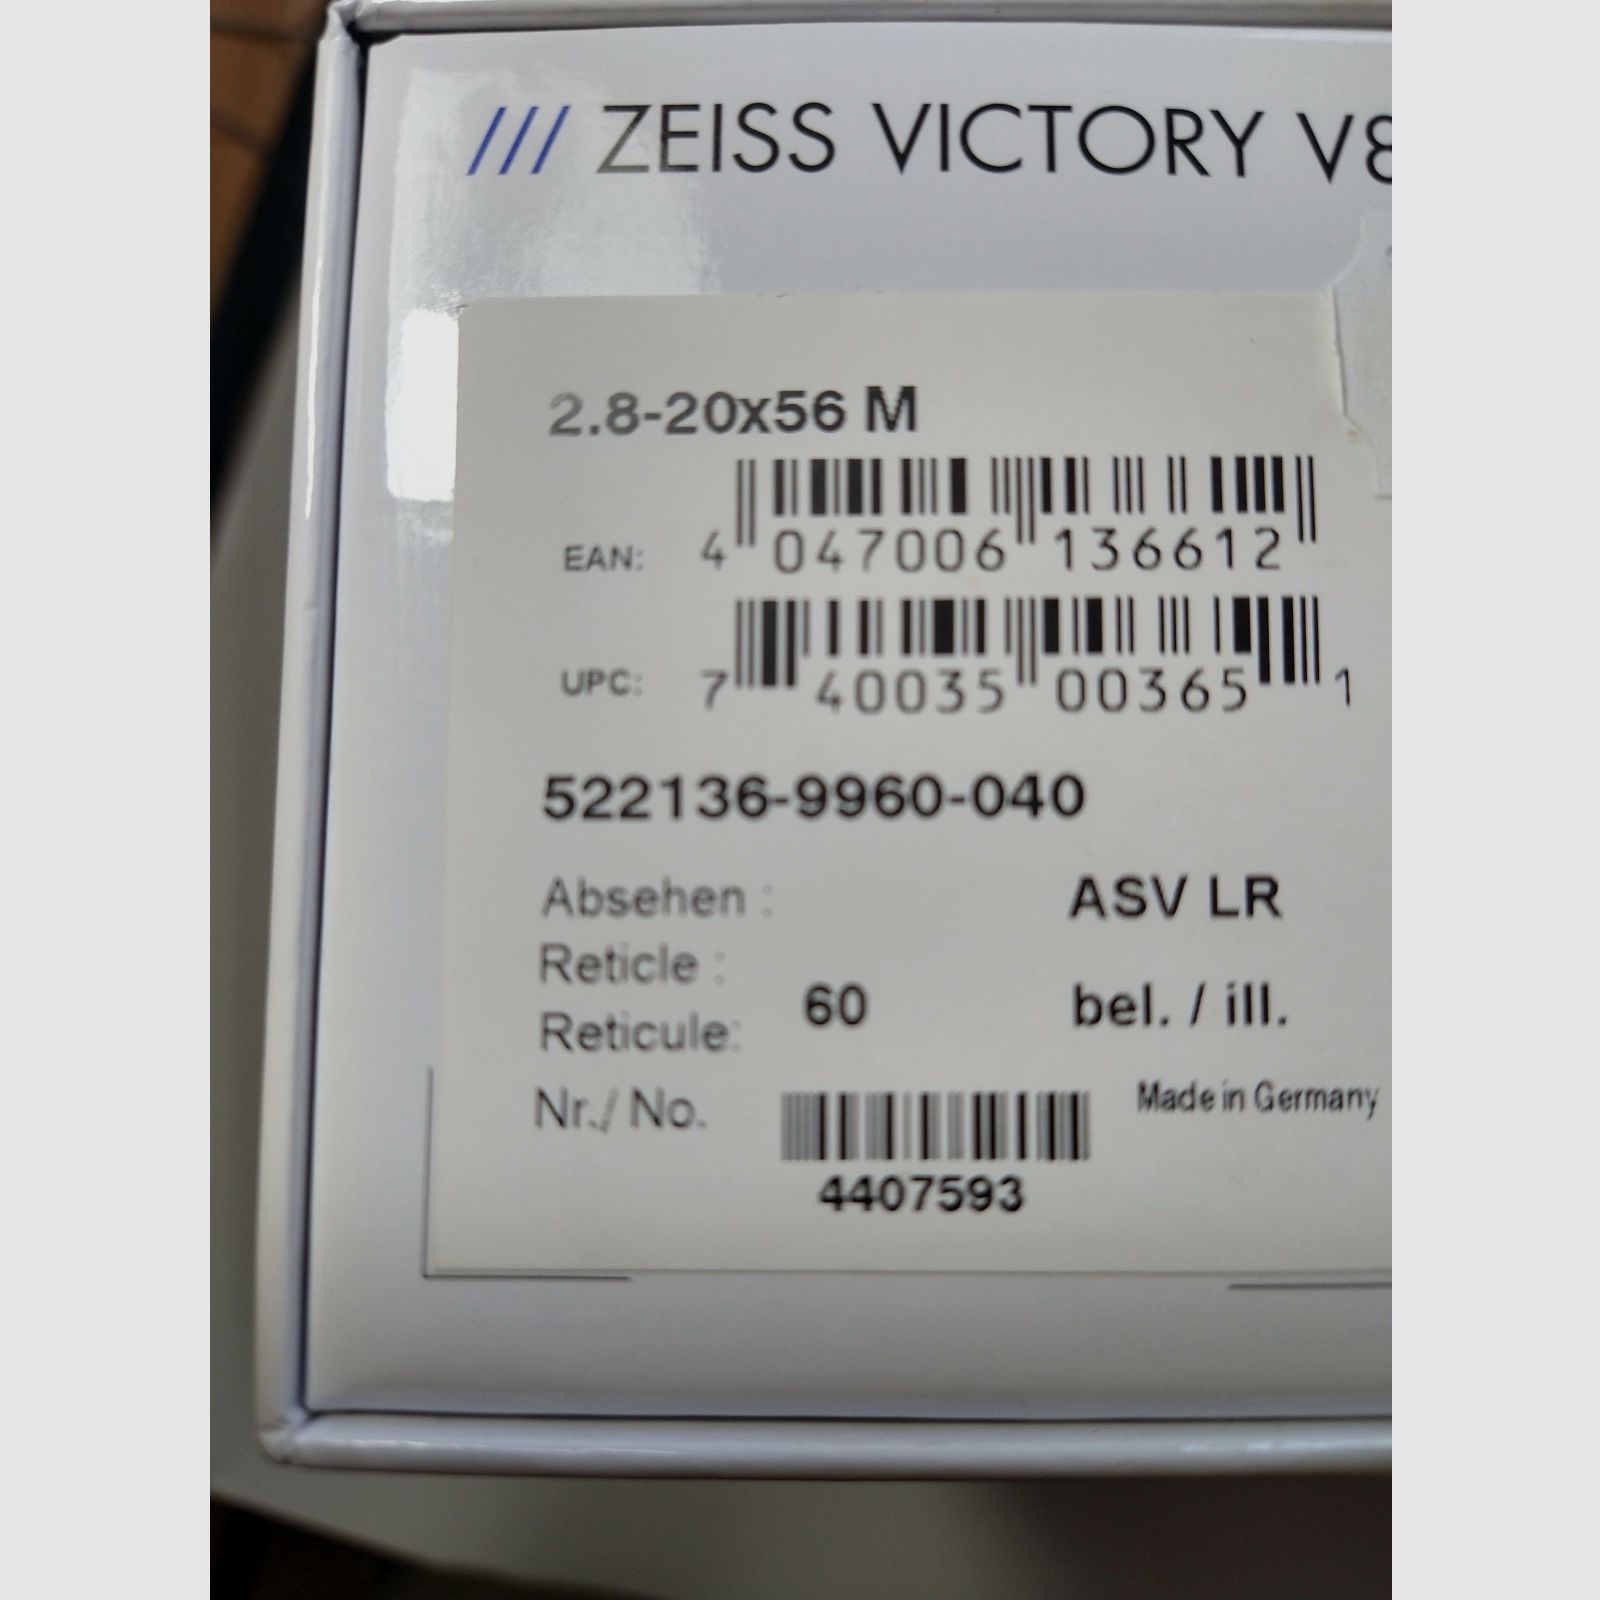 /// ZEISS VICTORY V8
2.8-20x56 M
EAN: 4 047006 136612
UPC: 7 40035 00365 1
522136-9960-040
Absehen : ASV LR
Reticle :
60 bel. / ill.
Reticule:
Nr./ No. Made in Germany
4407593